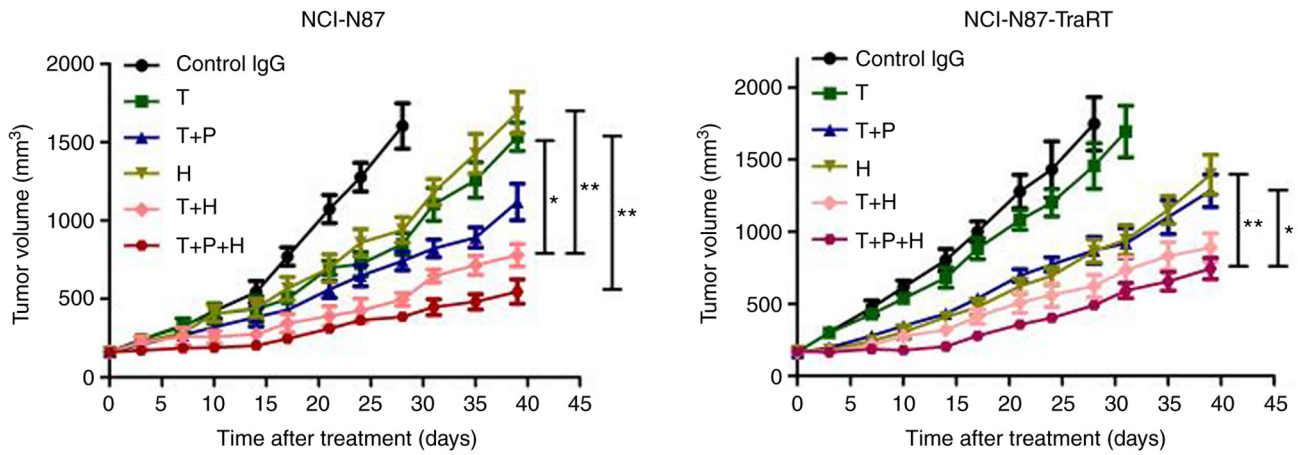 NCI-N87
Tumor volume (mm³)
2000
1500
1000
500
0
Control IgG
T
T+P
H
T+H
T+P+H
*
**
**
0 5 10 15 20 25 30 35 40 45
Time after treatment (days)
NCI-N87-TraRT
Tumor volume (mm³)
2000
1500
1000
500
0
Control IgG
T
T+P
H
T+H
T+P+H
**
*
0 5 10 15 20 25 30 35 40 45
Time after treatment (days)